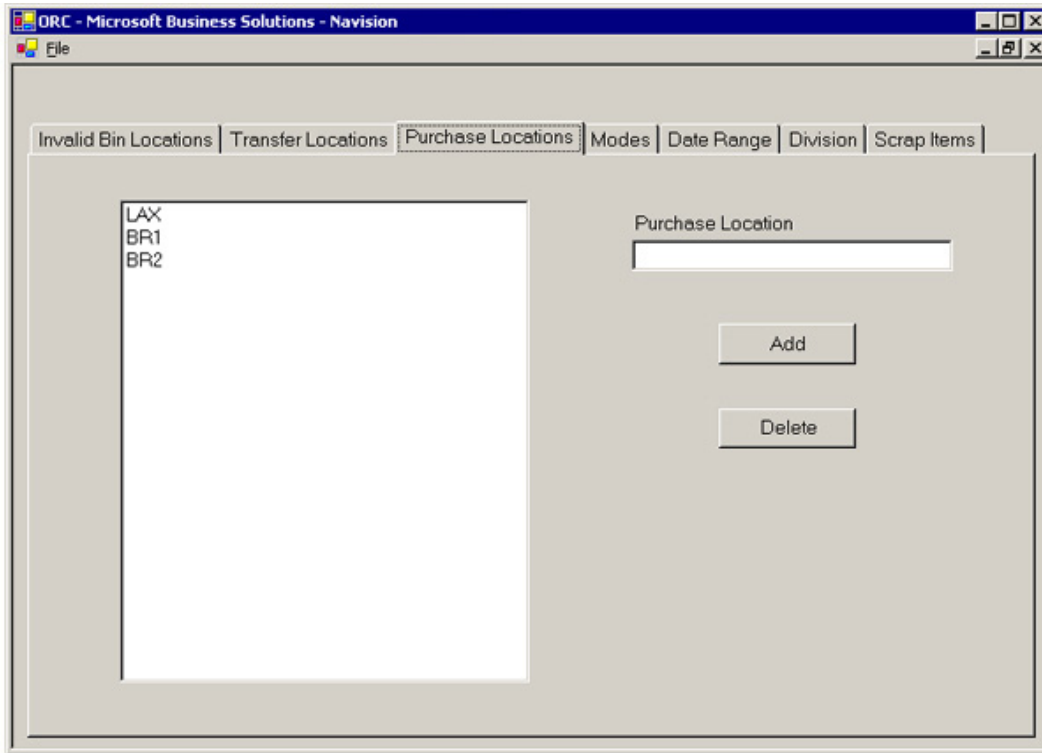 ORC - Microsoft Business Solutions - Navision
File
Invalid Bin Locations Transfer Locations Purchase Locations Modes Date Range Division Scrap Items
LAX
BR1
BR2
Purchase Location
Add
Delete